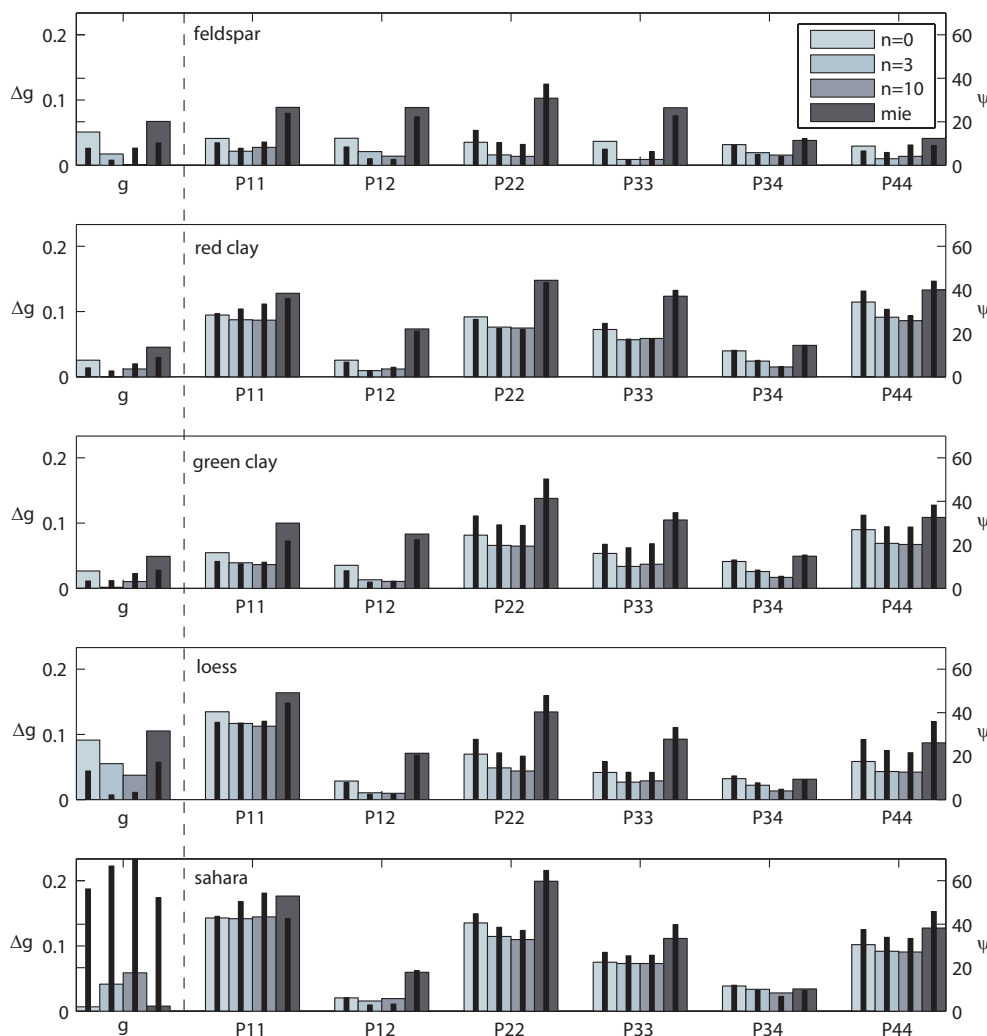 feldspar
n=0
n=3
n=10
mie
0.2
0.1
0
Δg
60
40
20
0
ψ
g P11 P12 P22 P33 P34 P44
red clay
0.2
0.1
0
Δg
60
40
20
0
ψ
g P11 P12 P22 P33 P34 P44
green clay
0.2
0.1
0
Δg
60
40
20
0
ψ
g P11 P12 P22 P33 P34 P44
loess
0.2
0.1
0
Δg
60
40
20
0
ψ
g P11 P12 P22 P33 P34 P44
sahara
0.2
0.1
0
Δg
60
40
20
0
ψ
g P11 P12 P22 P33 P34 P44